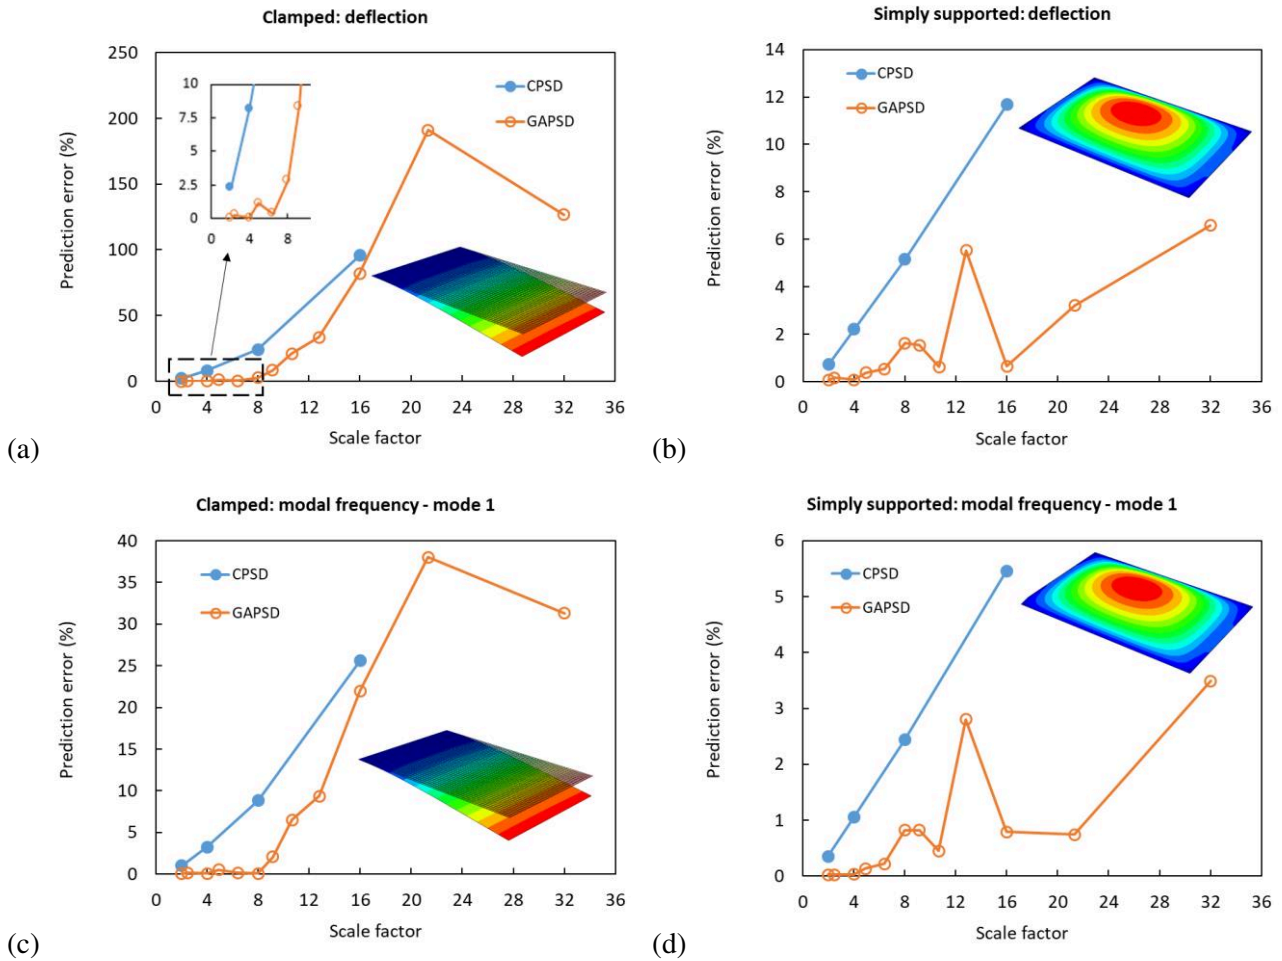 Clamped: deflection
250
200
150
100
50
0
Prediction error (%)
10
7.5
5
2.5
0
0 4 8
CPSD
GAPSD
0 4 8 12 16 20 24 28 32 36
Scale factor
(a)
Simply supported: deflection
14
12
10
8
6
4
2
0
Prediction error (%)
CPSD
GAPSD
0 4 8 12 16 20 24 28 32 36
Scale factor
(b)
Clamped: modal frequency - mode 1
40
35
30
25
20
15
10
5
0
Prediction error (%)
CPSD
GAPSD
0 4 8 12 16 20 24 28 32 36
Scale factor
(c)
Simply supported: modal frequency - mode 1
6
5
4
3
2
1
0
Prediction error (%)
CPSD
GAPSD
0 4 8 12 16 20 24 28 32 36
Scale factor
(d)